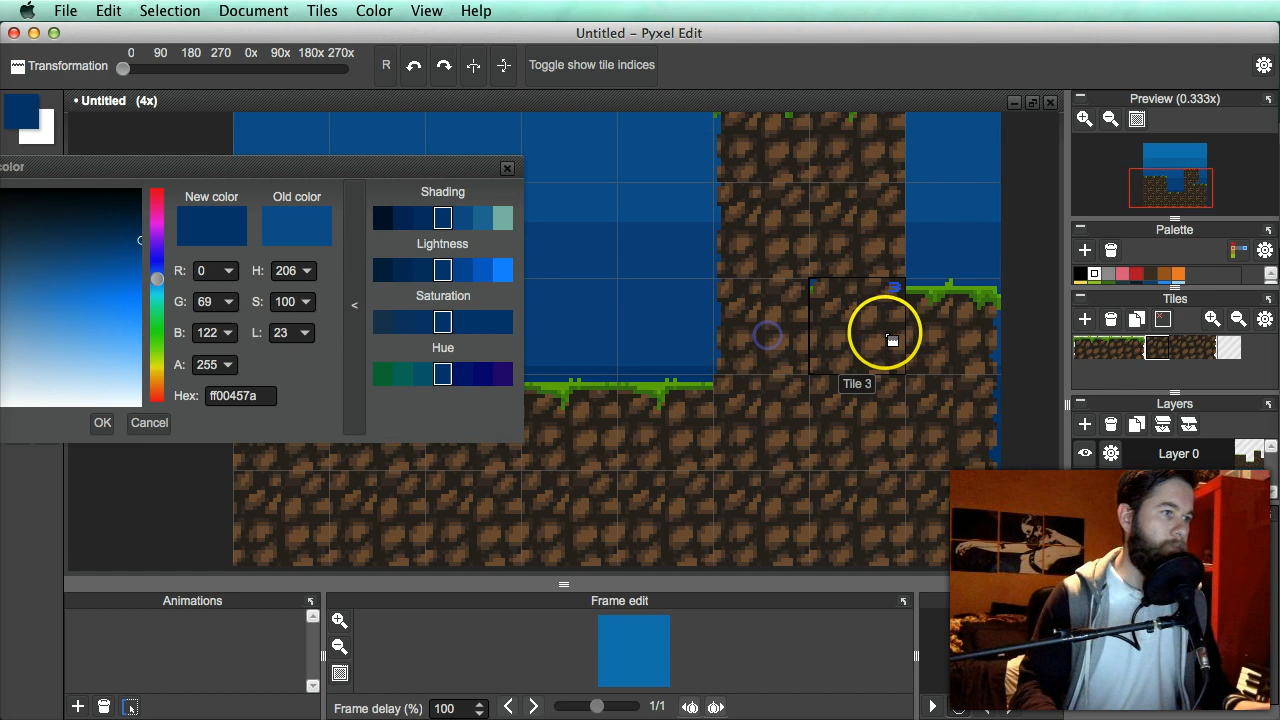 File Edit Selection Document Tiles Color View Help
Untitled – Pyxel Edit
0 90 180 270 0x 90x 180x 270x
Transformation
R
Toggle show tile indices
• Untitled (4x)
Preview (0.333x)
color
New color
Old color
Shading
Lightness
Saturation
Hue
R: 0
H: 206
G: 69
S: 100
B: 122
L: 23
A: 255
Hex: ff00457a
<
OK
Cancel
Tile 3
Palette
Tiles
Layers
Layer 0
Animations
Frame edit
Frame delay (%) 100
1/1